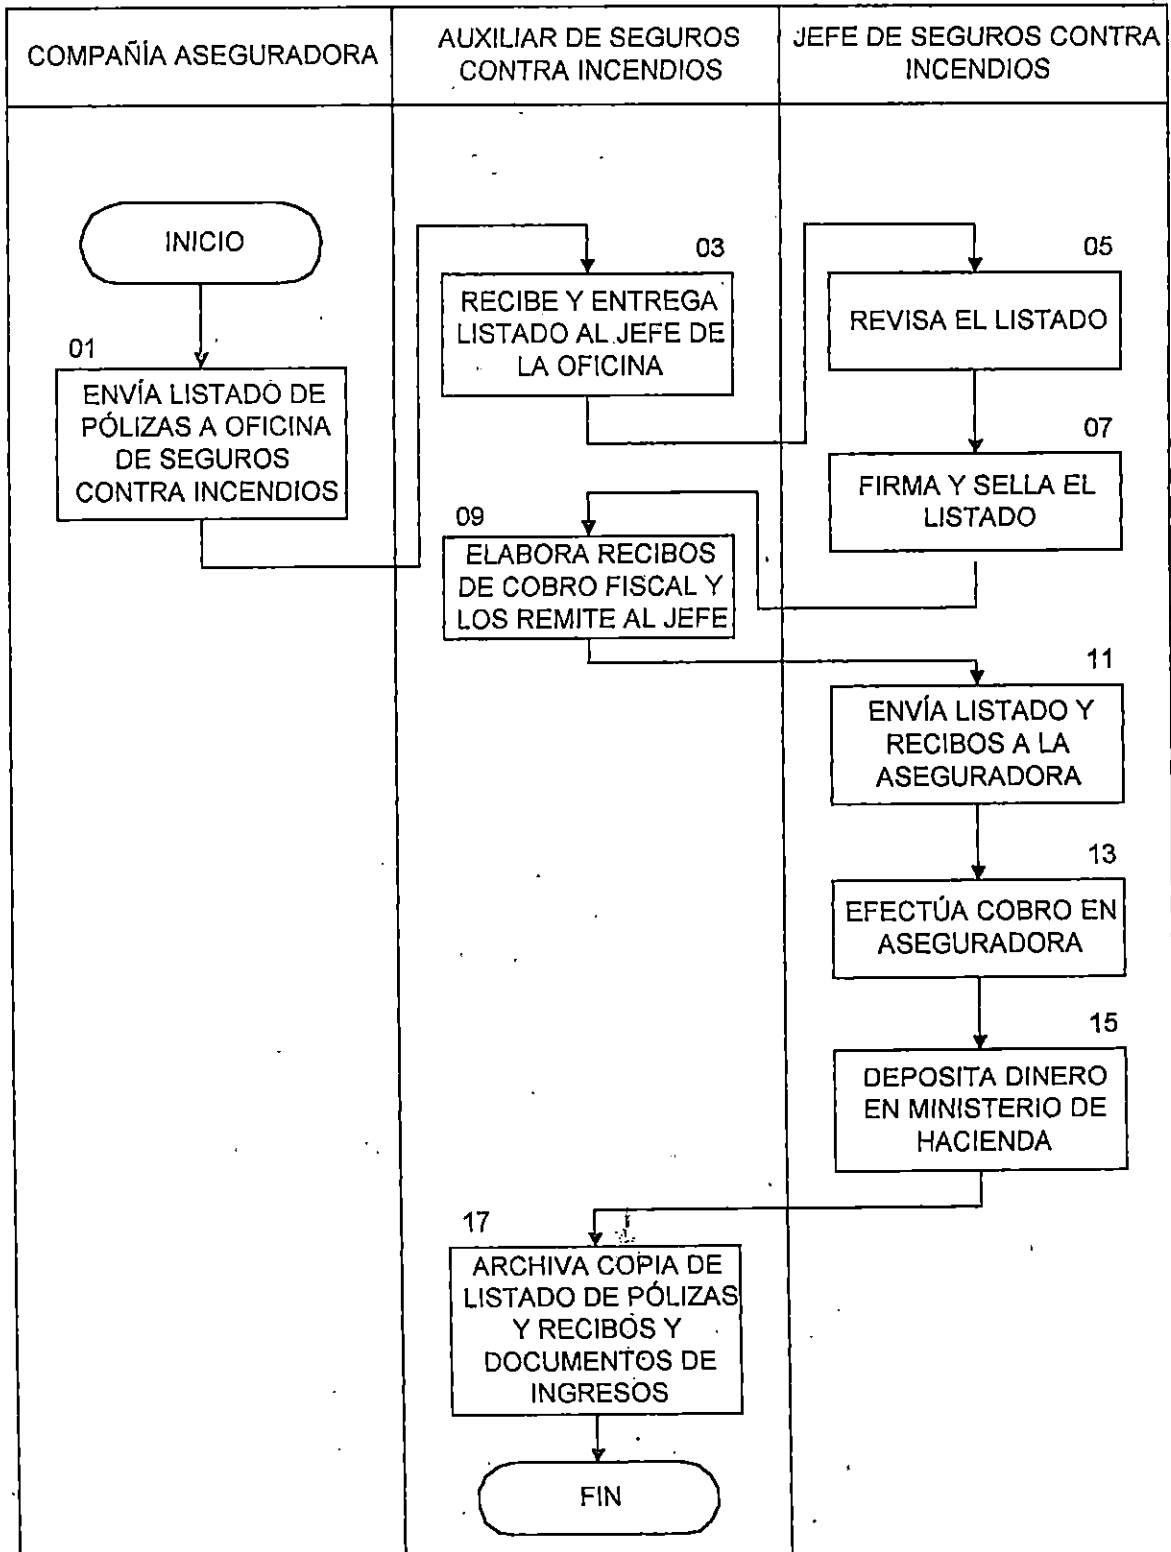 COMPAÑÍA ASEGURADORA
AUXILIAR DE SEGUROS
CONTRA INCENDIOS
JEFE DE SEGUROS CONTRA
INCENDIOS
INICIO
01
ENVÍA LISTADO DE
PÓLIZAS A OFICINA
DE SEGUROS
CONTRA INCENDIOS
03
RECIBE Y ENTREGA
LISTADO AL JEFE DE
LA OFICINA
05
REVISA EL LISTADO
07
FIRMA Y SELLA EL
LISTADO
09
ELABORA RECIBOS
DE COBRO FISCAL Y
LOS REMITE AL JEFE
11
ENVÍA LISTADO Y
RECIBOS A LA
ASEGURADORA
13
EFECTÚA COBRO EN
ASEGURADORA
15
DEPOSITA DINERO
EN MINISTERIO DE
HACIENDA
17
ARCHIVA COPIA DE
LISTADO DE PÓLIZAS
Y RECIBOS Y
DOCUMENTOS DE
INGRESOS
FIN